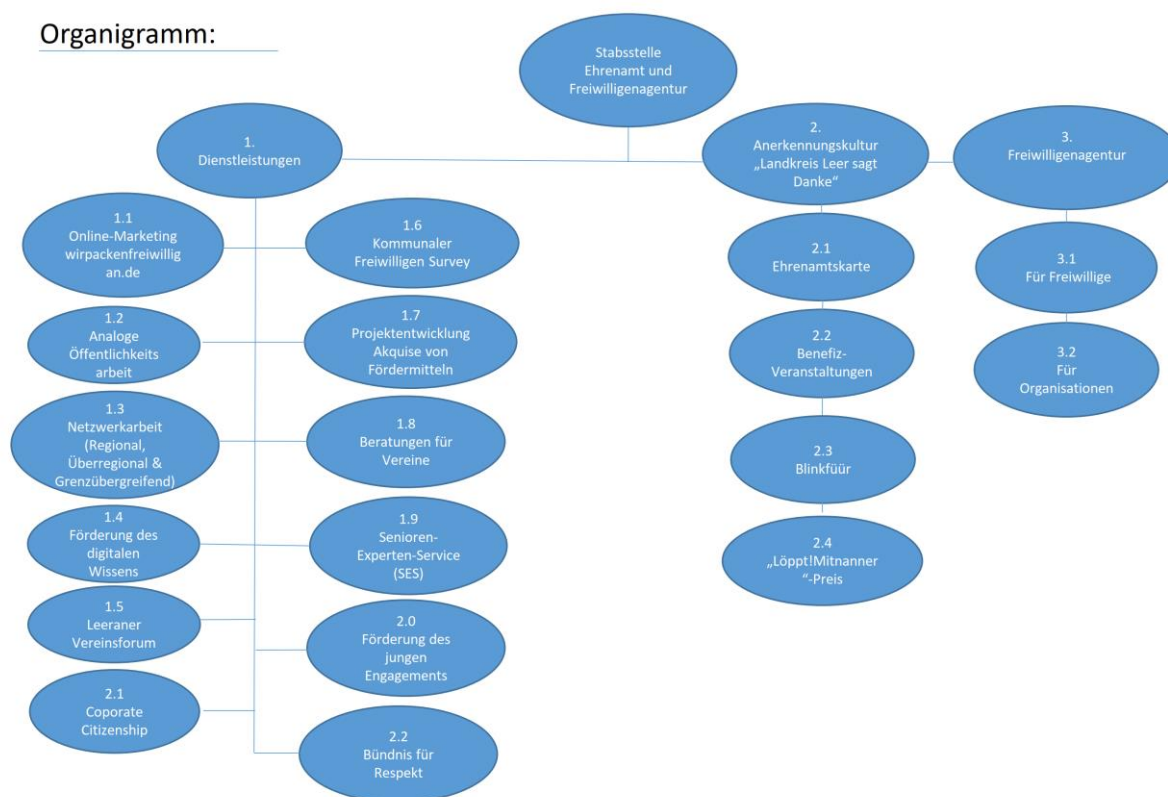 Organigramm:
Stabsstelle
Ehrenamt und
Freiwilligenagentur
1.
Dienstleistungen
1.1
Online-Marketing
wirpackenfreiwillig
an.de
1.2
Analoge
Öffentlichkeits
arbeit
1.3
Netzwerkarbeit
(Regional,
Überregional &
Grenzübergreifend)
1.4
Förderung des
digitalen
Wissens
1.5
Leeraner
Vereinsforum
2.1
Coporate
Citizenship
1.6
Kommunaler
Freiwilligen Survey
1.7
Projektentwicklung
Akquise von
Fördermitteln
1.8
Beratungen für
Vereine
1.9
Senioren-
Experten-Service
(SES)
2.0
Förderung des
jungen
Engagements
2.2
Bündnis für
Respekt
2.
Anerkennungskultur
„Landkreis Leer sagt
Danke“
2.1
Ehrenamtskarte
2.2
Benefiz-
Veranstaltungen
2.3
Blinkfüür
2.4
„Löppt!Mitnanner
“-Preis
3.
Freiwilligenagentur
3.1
Für Freiwillige
3.2
Für
Organisationen